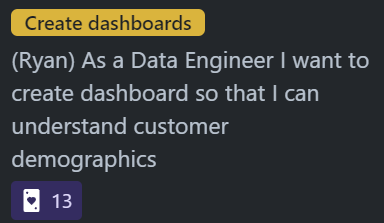 Create dashboards
(Ryan) As a Data Engineer I want to
create dashboard so that I can
understand customer
demographics
13